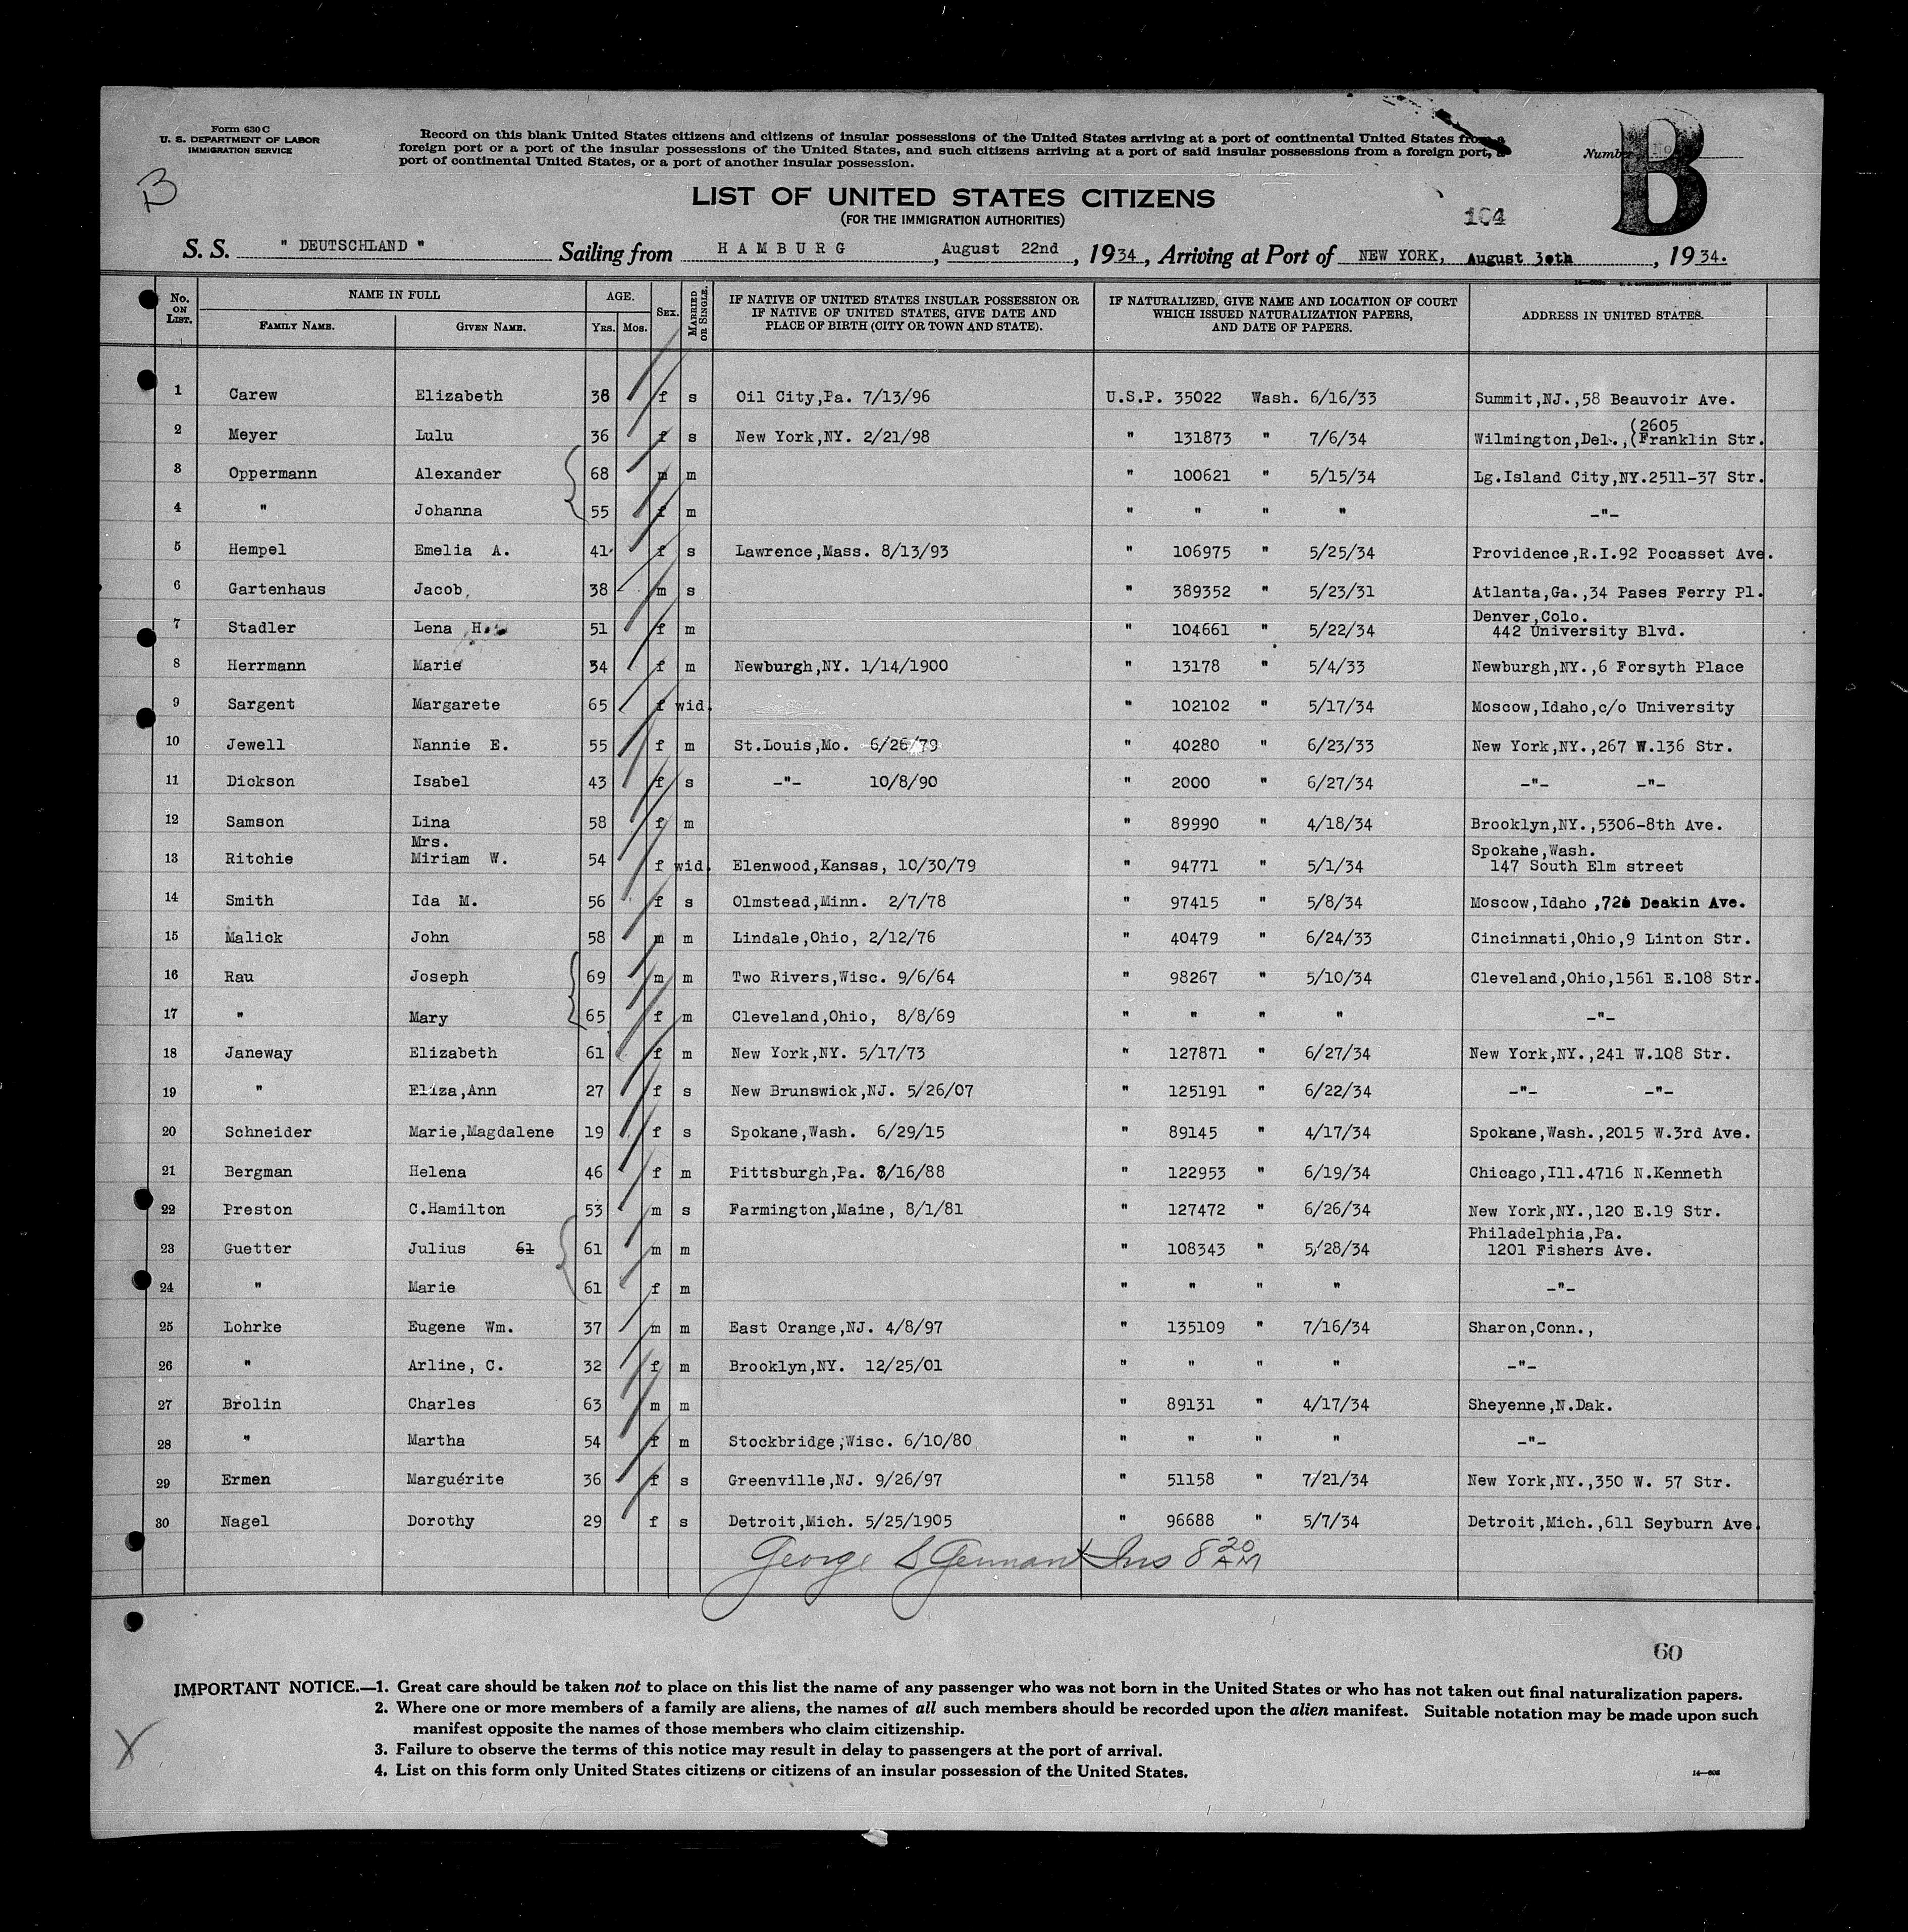 Form 630 C
U. S. DEPARTMENT OF LABOR
IMMIGRATION SERVICE
Record on this blank United States citizens and citizens of insular possessions of the United States arriving at a port of continental United States from a
foreign port or a port of the insular possessions of the United States, and such citizens arriving at a port of said insular possessions from a foreign port, a
port of continental United States, or a port of another insular possession.
Number No
B
B
LIST OF UNITED STATES CITIZENS
(FOR THE IMMIGRATION AUTHORITIES)
104
S. S. " DEUTSCHLAND " Sailing from HAMBURG, August 22nd, 1934, Arriving at Port of NEW YORK, August 30th, 1934.
No. ON LIST. NAME IN FULL AGE. SEX. MARRIED OR SINGLE. IF NATIVE OF UNITED STATES INSULAR POSSESSION OR IF NATIVE OF UNITED STATES, GIVE DATE AND PLACE OF BIRTH (CITY OR TOWN AND STATE). IF NATURALIZED, GIVE NAME AND LOCATION OF COURT WHICH ISSUED NATURALIZATION PAPERS, AND DATE OF PAPERS. ADDRESS IN UNITED STATES.
FAMILY NAME. GIVEN NAME. YRS. MOS.
1 Carew Elizabeth 38 f s Oil City,Pa. 7/13/96 U.S.P. 35022 Wash. 6/16/33 Summit,NJ.,58 Beauvoir Ave.
2 Meyer Lulu 36 f s New York,NY. 2/21/98 " 131873 " 7/6/34 Wilmington,Del.,(2605 (Franklin Str.
3 Oppermann Alexander 68 m m " 100621 " 5/15/34 Lg.Island City,NY.2511-37 Str.
4 " Johanna 55 f m " " " " -"-
5 Hempel Emelia A. 41 f s Lawrence,Mass. 8/13/93 " 106975 " 5/25/34 Providence,R.I.92 Pocasset Ave.
6 Gartenhaus Jacob 38 m s " 389352 " 5/23/31 Atlanta,Ga.,34 Pases Ferry Pl.
7 Stadler Lena H. 51 f m " 104661 " 5/22/34 Denver,Colo. 442 University Blvd.
8 Herrmann Marie 34 f m Newburgh,NY. 1/14/1900 " 13178 " 5/4/33 Newburgh,NY.,6 Forsyth Place
9 Sargent Margarete 65 f wid. " 102102 " 5/17/34 Moscow,Idaho,c/o University
10 Jewell Nannie E. 55 f m St.Louis,Mo. 6/26/79 " 40280 " 6/23/33 New York,NY.,267 W.136 Str.
11 Dickson Isabel 43 f s -"- 10/8/90 " 2000 " 6/27/34 -"- -"-
12 Samson Lina 58 f m " 89990 " 4/18/34 Brooklyn,NY.,5306-8th Ave.
13 Ritchie Mrs. Miriam W. 54 f wid. Elenwood,Kansas, 10/30/79 " 94771 " 5/1/34 Spokane,Wash. 147 South Elm street
14 Smith Ida M. 56 f s Olmstead,Minn. 2/7/78 " 97415 " 5/8/34 Moscow,Idaho , Deakin Ave.
15 Malick John 58 m m Lindale,Ohio, 2/12/76 " 40479 " 6/24/33 Cincinnati,Ohio,9 Linton Str.
16 Rau Joseph 69 m m Two Rivers,Wisc. 9/6/64 " 98267 " 5/10/34 Cleveland,Ohio,1561 E.108 Str.
17 " Mary 65 f m Cleveland,Ohio, 8/8/69 " " " " -"-
18 Janeway Elizabeth 61 f m New York,NY. 5/17/73 " 127871 " 6/27/34 New York,NY.,241 W.108 Str.
19 " Eliza,Ann 27 f s New Brunswick,NJ. 5/26/07 " 125191 " 6/22/34 -"- -"-
20 Schneider Marie,Magdalene 19 f s Spokane,Wash. 6/29/15 " 89145 " 4/17/34 Spokane,Wash.,2015 W.3rd Ave.
21 Bergman Helena 46 f m Pittsburgh,Pa. 8/16/88 " 122953 " 6/19/34 Chicago,Ill.4716 N.Kenneth
22 Preston C.Hamilton 53 m s Farmington,Maine, 8/1/81 " 127472 " 6/26/34 New York,NY.,120 E.19 Str.
23 Guetter Julius 61 61 m m " 108343 " 5/28/34 Philadelphia,Pa. 1201 Fishers Ave.
24 " Marie 61 f m " " " " -"-
25 Lohrke Eugene Wm. 37 m m East Orange,NJ. 4/8/97 " 135109 " 7/16/34 Sharon,Conn.,
26 " Arline, C. 32 f m Brooklyn,NY. 12/25/01 " " " " -"-
27 Brolin Charles 63 m m " 89131 " 4/17/34 Sheyenne,N.Dak.
28 " Martha 54 f m Stockbridge,Wisc. 6/10/80 " " " " -"-
29 Ermen Marguérite 36 f s Greenville,NJ. 9/26/97 " 51158 " 7/21/34 New York,NY.,350 W. 57 Str.
30 Nagel Dorothy 29 f s Detroit,Mich. 5/25/1905 " 96688 " 5/7/34 Detroit,Mich.,611 Seyburn Ave.
George S Gennant Ins 8 20 AM
60
IMPORTANT NOTICE.—1. Great care should be taken not to place on this list the name of any passenger who was not born in the United States or who has not taken out final naturalization papers.
2. Where one or more members of a family are aliens, the names of all such members should be recorded upon the alien manifest. Suitable notation may be made upon such
manifest opposite the names of those members who claim citizenship.
3. Failure to observe the terms of this notice may result in delay to passengers at the port of arrival.
4. List on this form only United States citizens or citizens of an insular possession of the United States.
X
14—608